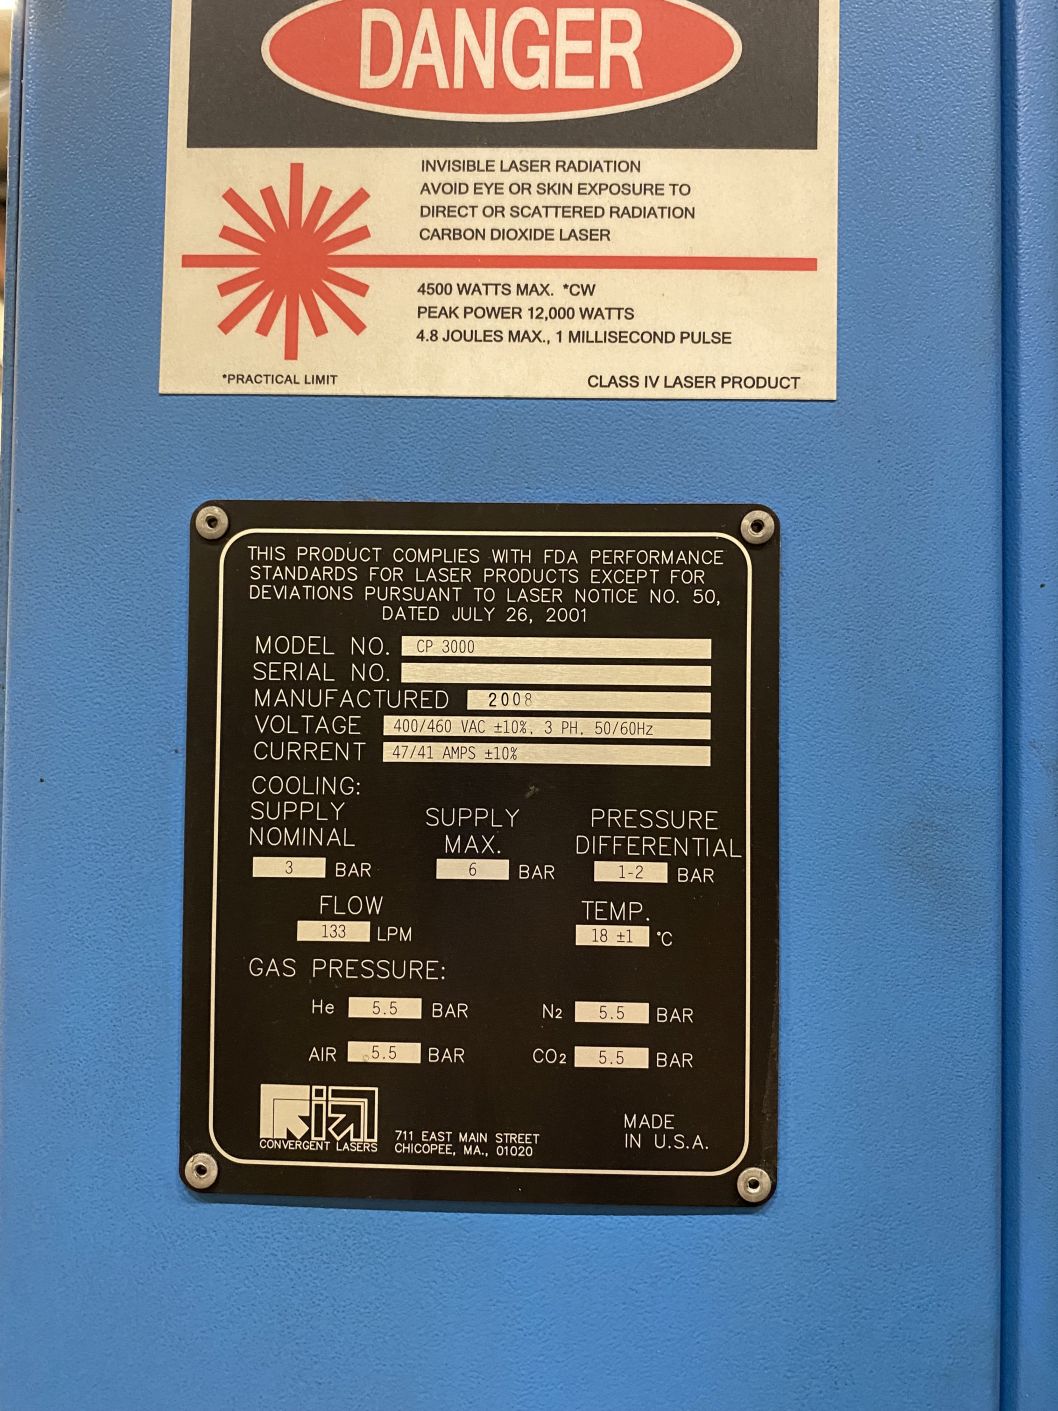 DANGER
INVISIBLE LASER RADIATION
AVOID EYE OR SKIN EXPOSURE TO
DIRECT OR SCATTERED RADIATION
CARBON DIOXIDE LASER
4500 WATTS MAX. *CW
PEAK POWER 12,000 WATTS
4.8 JOULES MAX., 1 MILLISECOND PULSE
*PRACTICAL LIMIT CLASS IV LASER PRODUCT
THIS PRODUCT COMPLIES WITH FDA PERFORMANCE
STANDARDS FOR LASER PRODUCTS EXCEPT FOR
DEVIATIONS PURSUANT TO LASER NOTICE NO. 50,
DATED JULY 26, 2001
MODEL NO. CP 3000
SERIAL NO.
MANUFACTURED 2008
VOLTAGE 400/460 VAC ±10%, 3 PH, 50/60Hz
CURRENT 47/41 AMPS ±10%
COOLING:
SUPPLY NOMINAL 3 BAR
SUPPLY MAX. 6 BAR
PRESSURE DIFFERENTIAL 1-2 BAR
FLOW 133 LPM
TEMP. 18 ±1 °C
GAS PRESSURE:
He 5.5 BAR N2 5.5 BAR
AIR 5.5 BAR CO2 5.5 BAR
CONVERGENT LASERS
711 EAST MAIN STREET
CHICOPEE, MA., 01020
MADE
IN U.S.A.